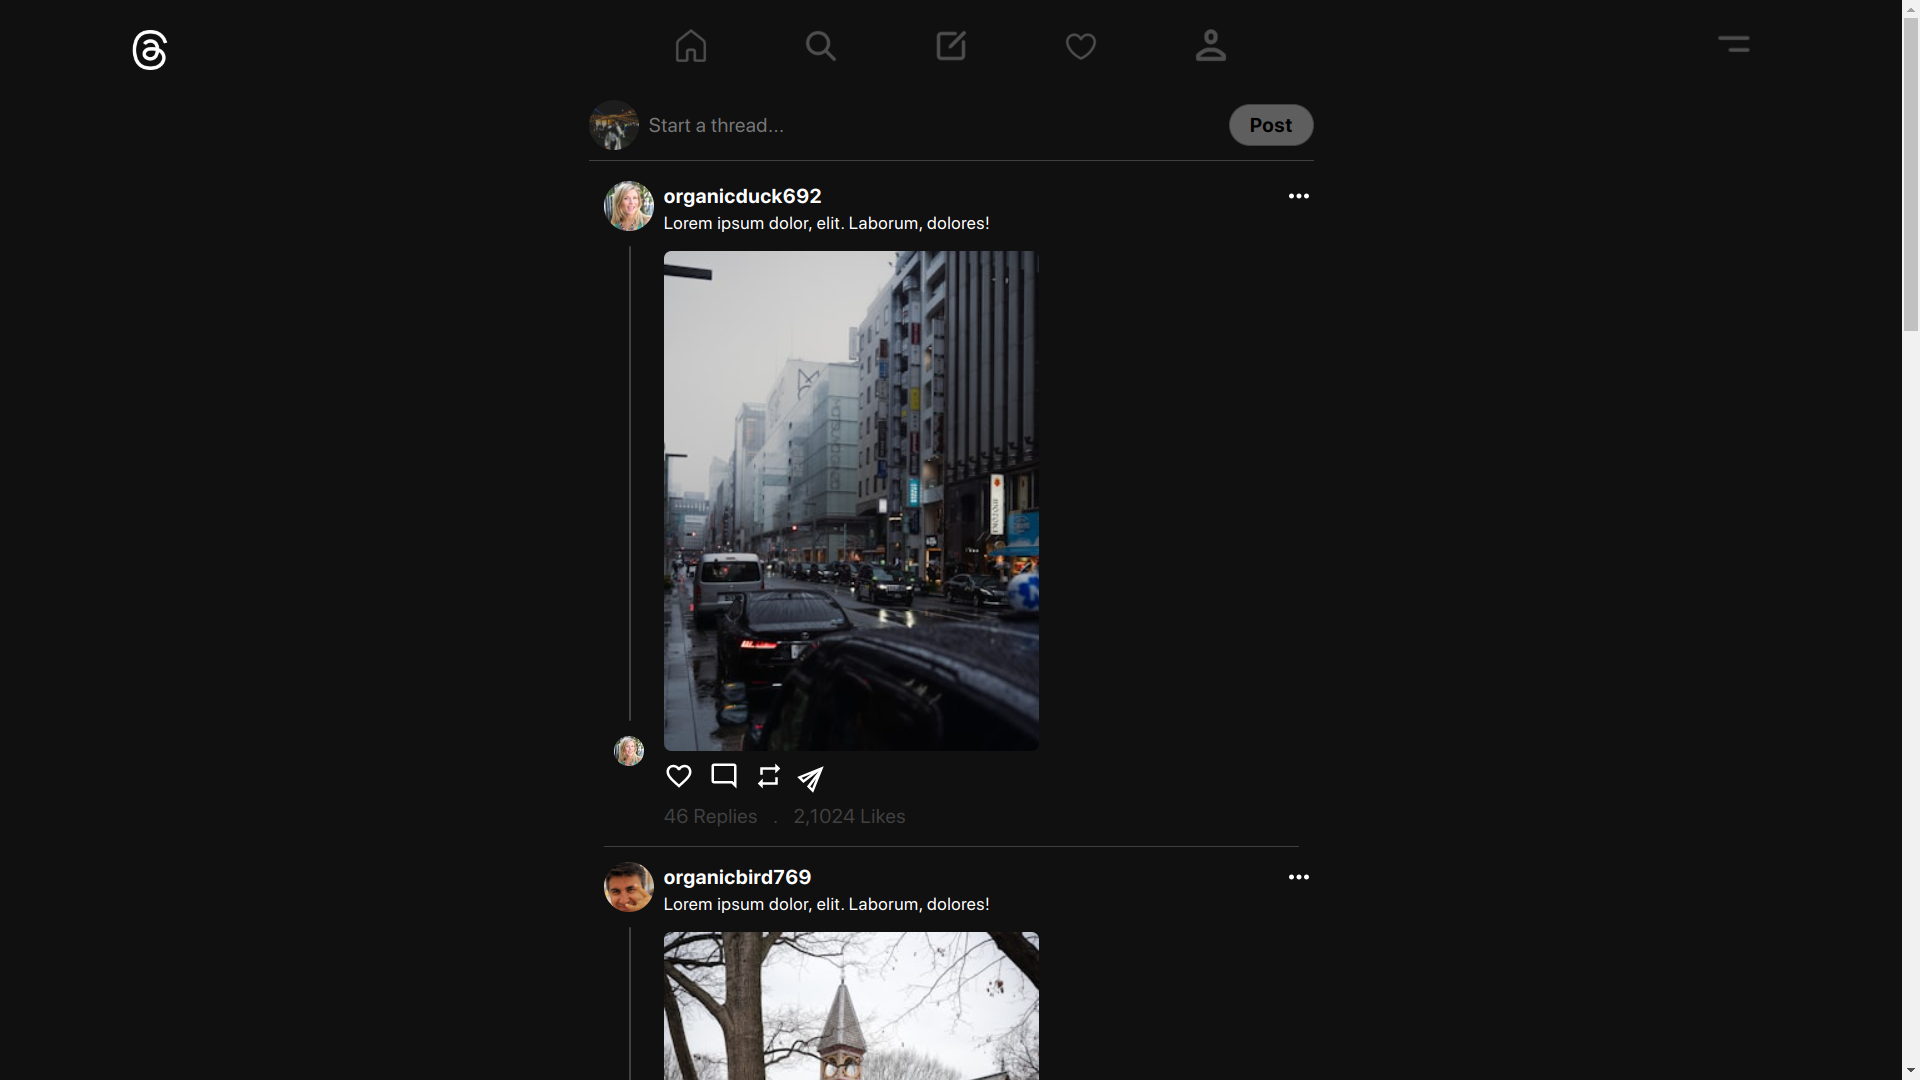 Start a thread...
Post
organicduck692
Lorem ipsum dolor, elit. Laborum, dolores!
46 Replies . 2,1024 Likes
organicbird769
Lorem ipsum dolor, elit. Laborum, dolores!